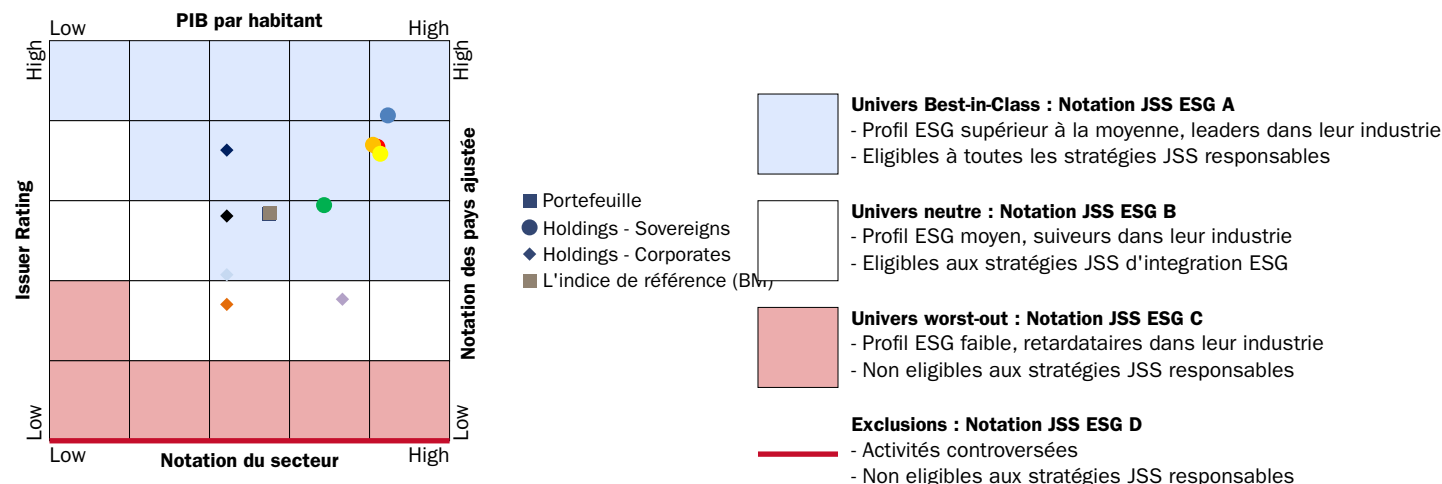 PIB par habitant
Low
High
High
High
Issuer Rating
Notation des pays ajustée
Low
Low
Low
High
Notation du secteur
Portefeuille
Holdings - Sovereigns
Holdings - Corporates
L'indice de référence (BM)
Univers Best-in-Class : Notation JSS ESG A
- Profil ESG supérieur à la moyenne, leaders dans leur industrie
- Eligibles à toutes les stratégies JSS responsables
Univers neutre : Notation JSS ESG B
- Profil ESG moyen, suiveurs dans leur industrie
- Eligibles aux stratégies JSS d'integration ESG
Univers worst-out : Notation JSS ESG C
- Profil ESG faible, retardataires dans leur industrie
- Non eligibles aux stratégies JSS responsables
Exclusions : Notation JSS ESG D
- Activités controversées
- Non eligibles aux stratégies JSS responsables